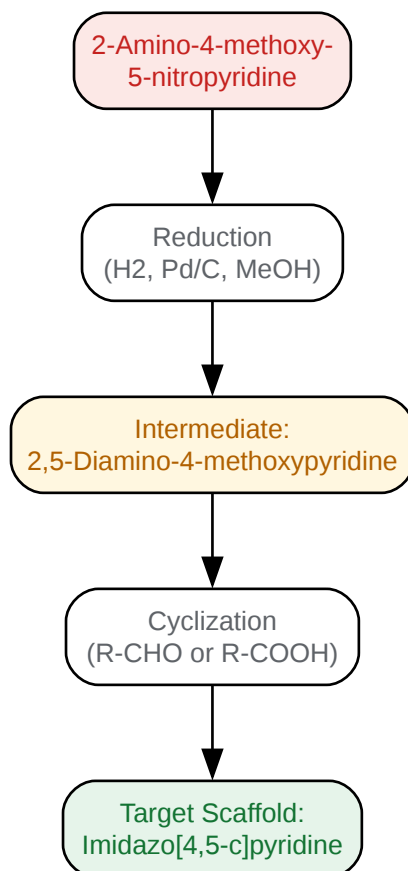 2-Amino-4-methoxy-
5-nitropyridine
Reduction
(H2, Pd/C, MeOH)
Intermediate:
2,5-Diamino-4-methoxypyridine
Cyclization
(R-CHO or R-COOH)
Target Scaffold:
Imidazo[4,5-c]pyridine